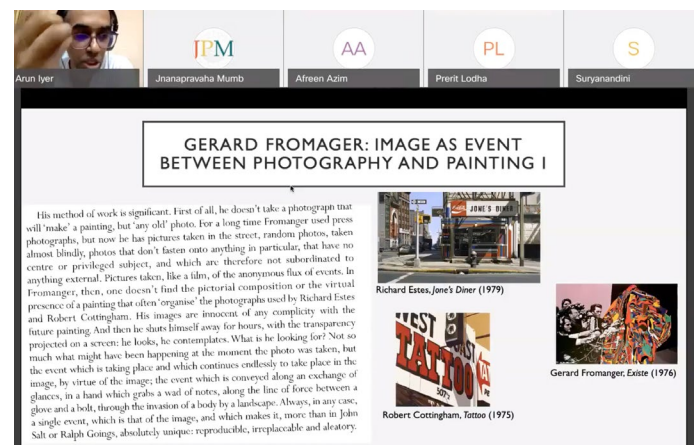 JPM
AA
PL
S
Arun Iyer
Jnanapravaha Mumb
Afreen Azim
Prerit Lodha
Suryanandini
GERARD FROMAGER: IMAGE AS EVENT
BETWEEN PHOTOGRAPHY AND PAINTING I
His method of work is significant. First of all, he doesn't take a photograph that
will 'make' a painting, but 'any old' photo. For a long time Fromanger used press
photographs, but now he has pictures taken in the street, random photos, taken
almost blindly, photos that don't fasten onto anything in particular, that have no
centre or privileged subject, and which are therefore not subordinated to
anything external. Pictures taken, like a film, of the anonymous flux of events. In
Fromanger, then, one doesn't find the pictorial composition or the virtual
presence of a painting that often 'organise' the photographs used by Richard Estes
and Robert Cottingham. His images are innocent of any complicity with the
future painting. And then he shuts himself away for hours, with the transparency
projected on a screen: he looks, he contemplates. What is he looking for? Not so
much what might have been happening at the moment the photo was taken, but
the event which is taking place and which continues endlessly to take place in the
image, by virtue of the image; the event which is conveyed along an exchange of
glances, in a hand which grabs a wad of notes, along the line of force between a
glove and a bolt, through the invasion of a body by a landscape. Always, in any case,
a single event, which is that of the image, and which makes it, more than in John
Salt or Ralph Goings, absolutely unique: reproducible, irreplaceable and aleatory.
JONE'S DINER
Richard Estes, Jone's Diner (1979)
WEST
TATTOO
Robert Cottingham, Tattoo (1975)
Gerard Fromanger, Existe (1976)